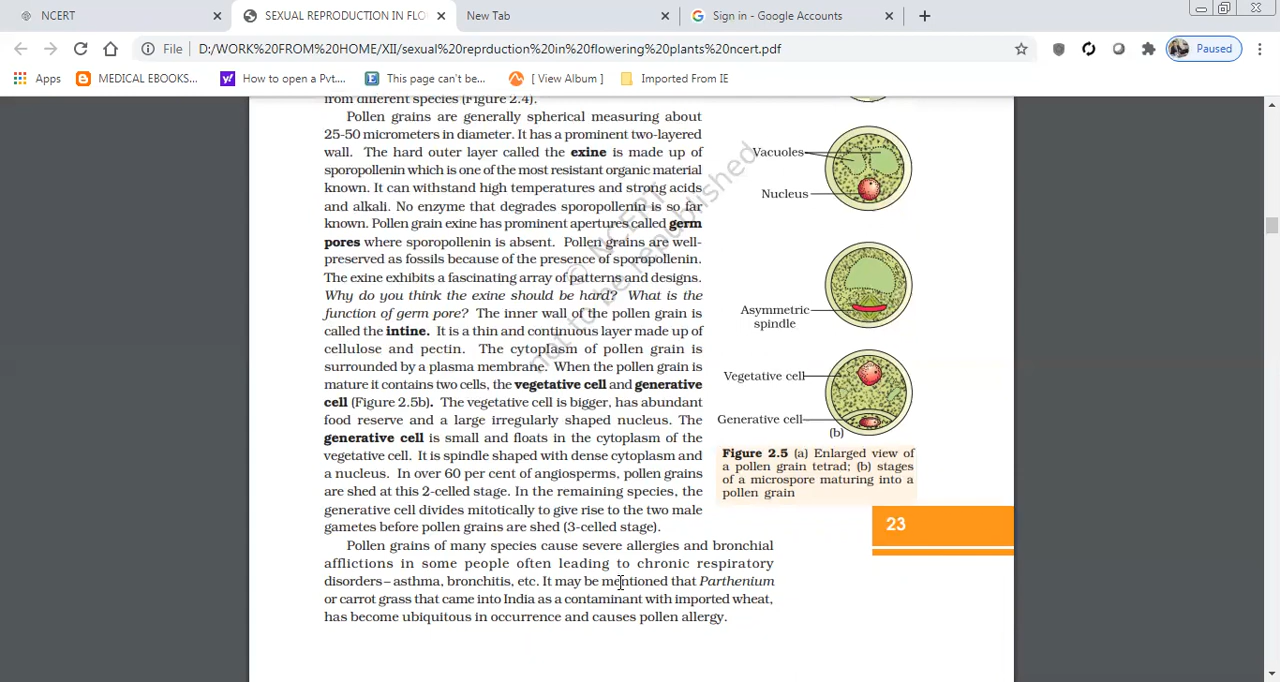 NCERT
SEXUAL REPRODUCTION IN FLO
New Tab
Sign in - Google Accounts
File
D:/WORK%20FROM%20HOME/XII/sexual%20reprduction%20in%20flowering%20plants%20ncert.pdf
Paused
Apps
MEDICAL EBOOKS...
How to open a Pvt....
This page can't be...
[ View Album ]
Imported From IE
from different species (Figure 2.4).
Pollen grains are generally spherical measuring about
25-50 micrometers in diameter. It has a prominent two-layered
wall. The hard outer layer called the exine is made up of
sporopollenin which is one of the most resistant organic material
known. It can withstand high temperatures and strong acids
and alkali. No enzyme that degrades sporopollenin is so far
known. Pollen grain exine has prominent apertures called germ
pores where sporopollenin is absent. Pollen grains are well-
preserved as fossils because of the presence of sporopollenin.
The exine exhibits a fascinating array of patterns and designs.
Why do you think the exine should be hard? What is the
function of germ pore? The inner wall of the pollen grain is
called the intine. It is a thin and continuous layer made up of
cellulose and pectin. The cytoplasm of pollen grain is
surrounded by a plasma membrane. When the pollen grain is
mature it contains two cells, the vegetative cell and generative
cell (Figure 2.5b). The vegetative cell is bigger, has abundant
food reserve and a large irregularly shaped nucleus. The
generative cell is small and floats in the cytoplasm of the
vegetative cell. It is spindle shaped with dense cytoplasm and
a nucleus. In over 60 per cent of angiosperms, pollen grains
are shed at this 2-celled stage. In the remaining species, the
generative cell divides mitotically to give rise to the two male
gametes before pollen grains are shed (3-celled stage).
Pollen grains of many species cause severe allergies and bronchial
afflictions in some people often leading to chronic respiratory
disorders– asthma, bronchitis, etc. It may be mentioned that Parthenium
or carrot grass that came into India as a contaminant with imported wheat,
has become ubiquitous in occurrence and causes pollen allergy.
© NCERT
not to be republished
Vacuoles
Nucleus
Asymmetric
spindle
Vegetative cell
Generative cell
(b)
Figure 2.5 (a) Enlarged view of
a pollen grain tetrad; (b) stages
of a microspore maturing into a
pollen grain
23